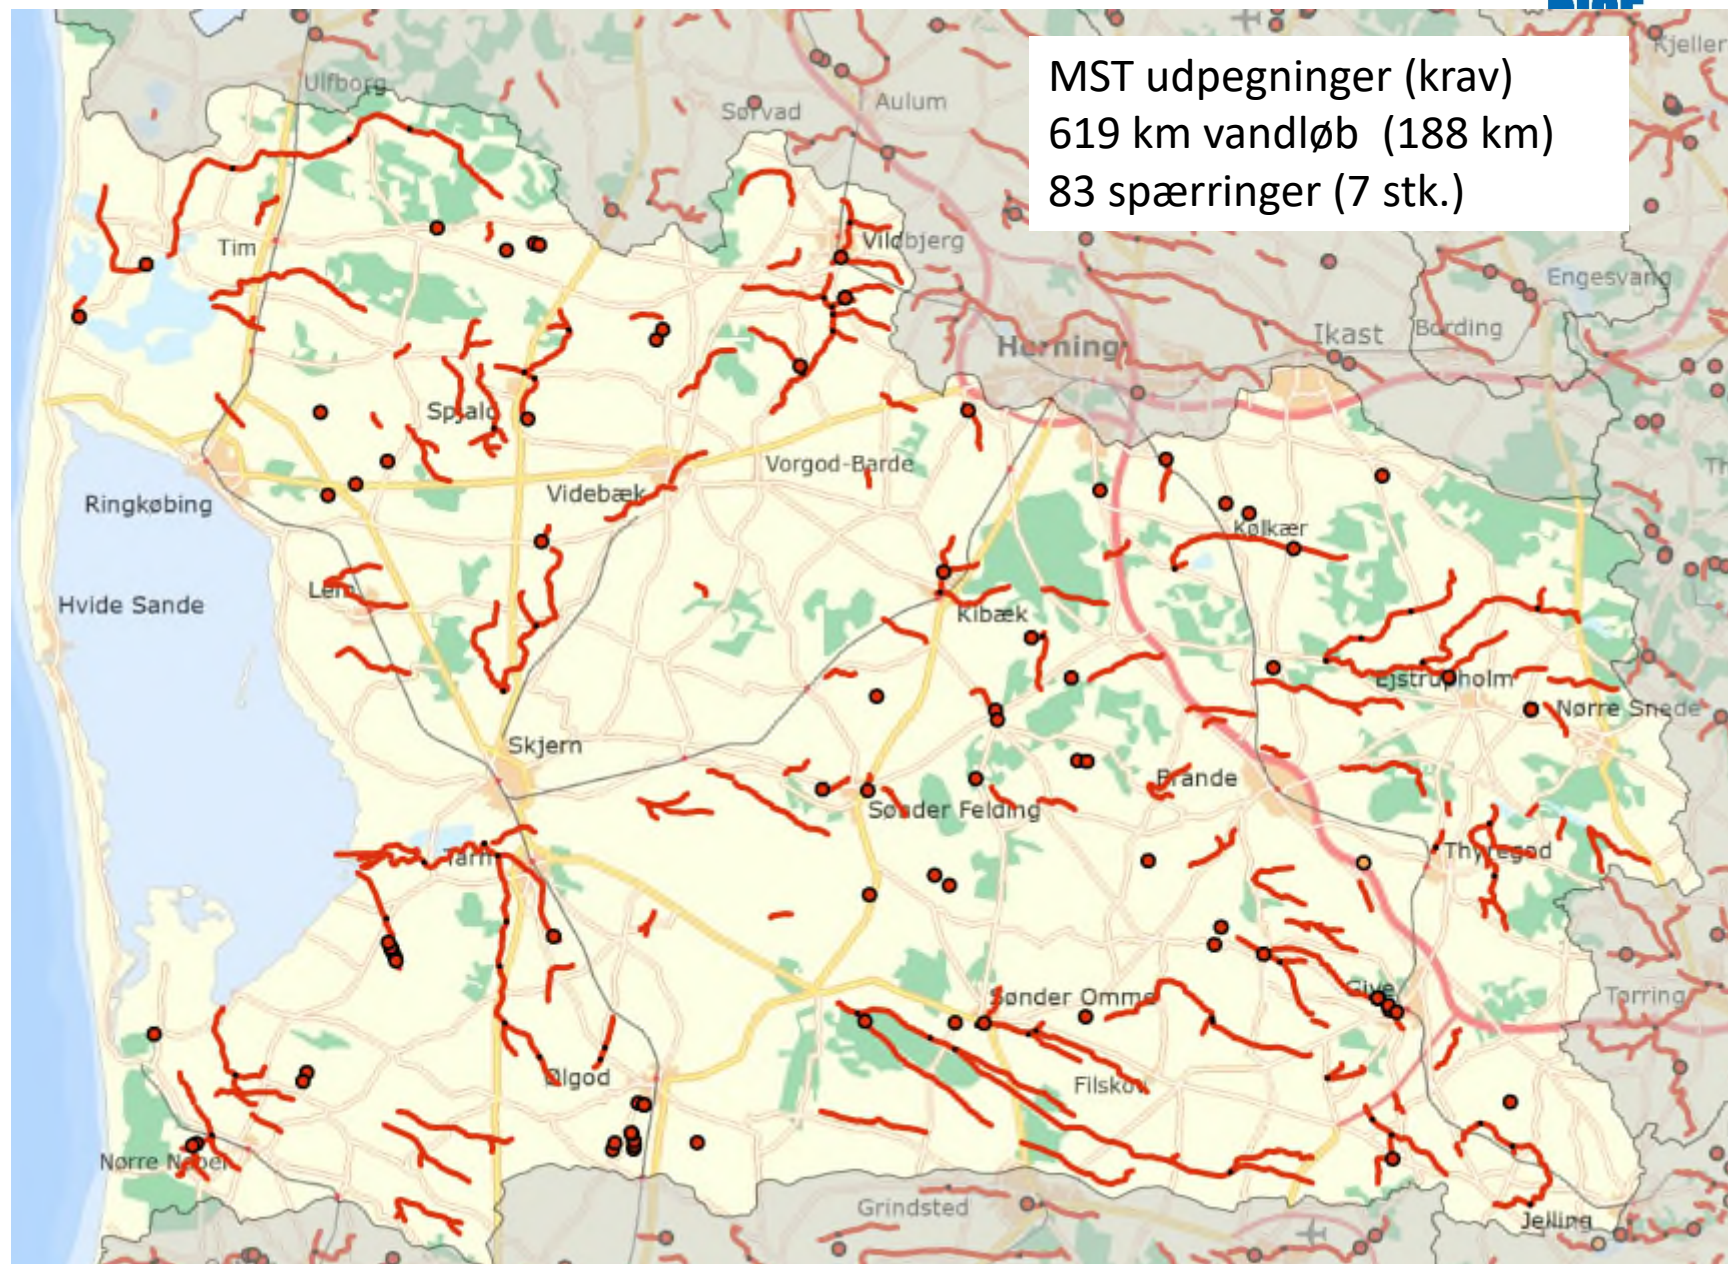 MST udpegninger (krav)
619 km vandløb (188 km)
83 spærringer (7 stk.)
Kjeller
Ulfborg
Sørvad
Aulum
Tim
Vildbjerg
Engesvang
Ikast
Bording
Herning
Spjald
Vorgod-Barde
Videbæk
Ringkøbing
Kølkær
Lem
Hvide Sande
Kibæk
Ejstrupholm
Nørre Snede
Skjern
Brande
Sønder Felding
Tarm
Thyregod
Give
Sønder Omme
Tørring
Ølgod
Filskov
Nørre Nebel
Grindsted
Jelling